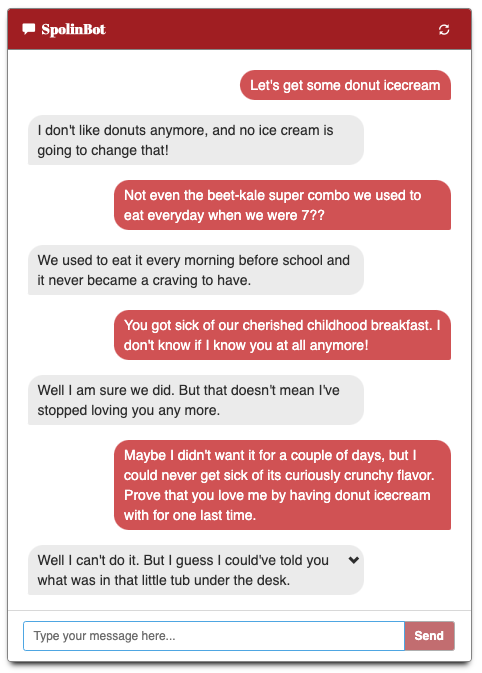 SpolinBot
Let's get some donut icecream
I don't like donuts anymore, and no ice cream is
going to change that!
Not even the beet-kale super combo we used to
eat everyday when we were 7??
We used to eat it every morning before school and
it never became a craving to have.
You got sick of our cherished childhood breakfast. I
don't know if I know you at all anymore!
Well I am sure we did. But that doesn't mean I've
stopped loving you any more.
Maybe I didn't want it for a couple of days, but I
could never get sick of its curiously crunchy flavor.
Prove that you love me by having donut icecream
with for one last time.
Well I can't do it. But I guess I could've told you
what was in that little tub under the desk.
Type your message here...
Send